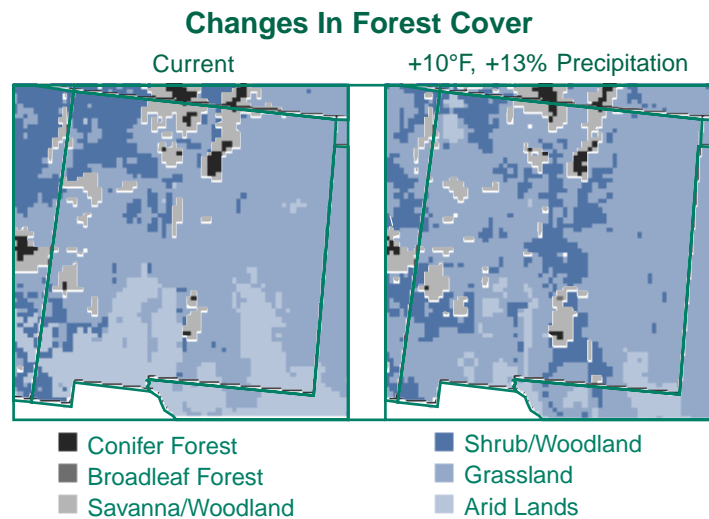 Changes In Forest Cover
Current
+10°F, +13% Precipitation
Conifer Forest
Broadleaf Forest
Savanna/Woodland
Shrub/Woodland
Grassland
Arid Lands